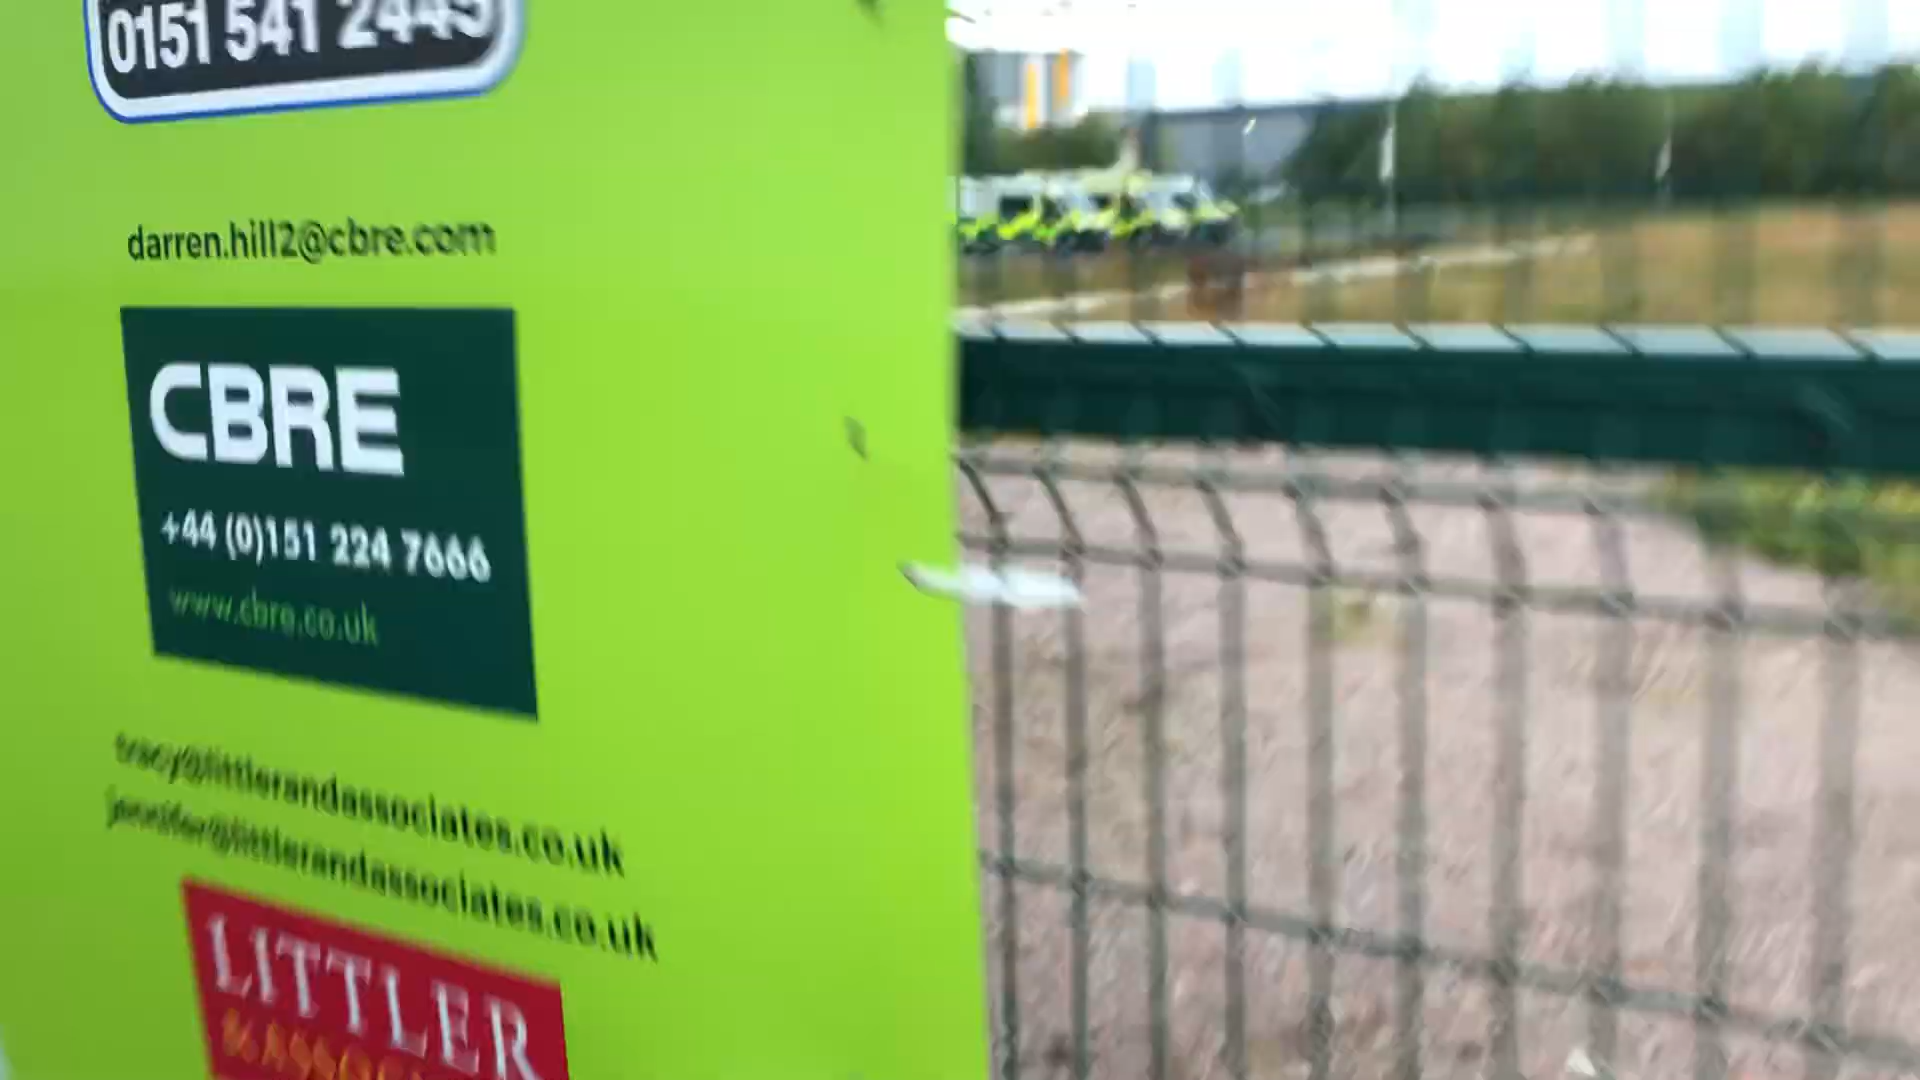 0151 541 2445
darren.hill2@cbre.com
CBRE
+44 (0)151 224 7666
www.cbre.co.uk
tracy@littlerandassociates.co.uk
jennifer@littlerandassociates.co.uk
LITTLER